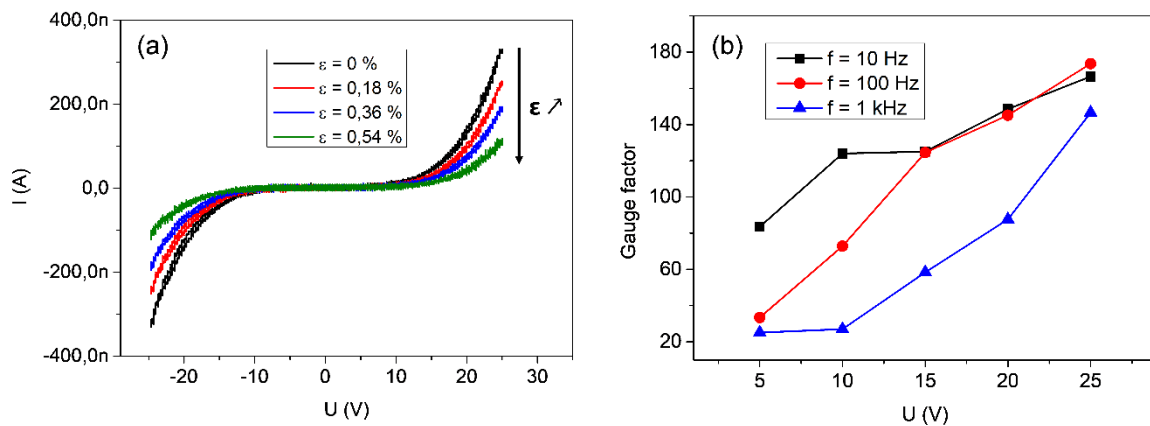 (a)
400,0n
200,0n
0,0
-200,0n
-400,0n
I (A)
ε = 0 %
ε = 0,18 %
ε = 0,36 %
ε = 0,54 %
ε ↗
-20
-10
0
10
20
30
U (V)
(b)
180
140
100
60
20
Gauge factor
f = 10 Hz
f = 100 Hz
f = 1 kHz
5
10
15
20
25
U (V)